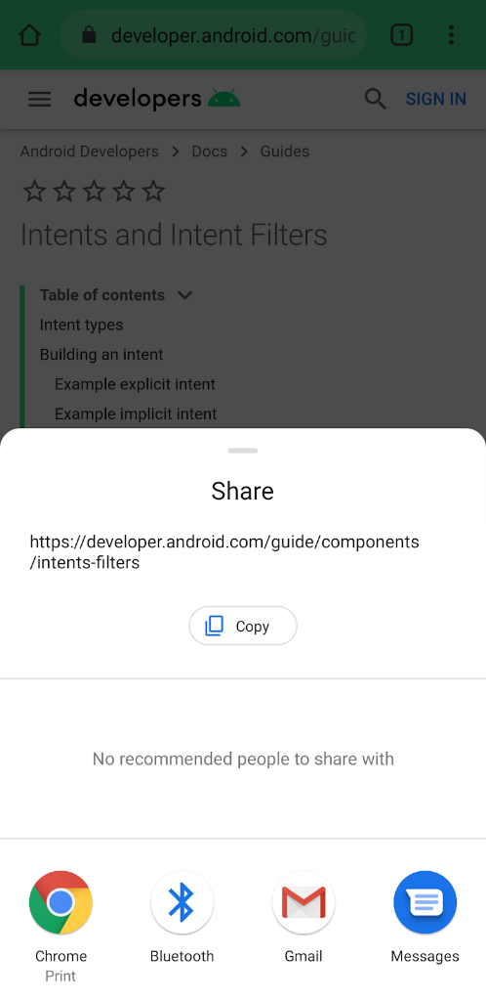 developer.android.com/guid
1
developers
SIGN IN
Android Developers > Docs > Guides
Intents and Intent Filters
Table of contents
Intent types
Building an intent
Example explicit intent
Example implicit intent
Share
https://developer.android.com/guide/components
/intents-filters
Copy
No recommended people to share with
Chrome Bluetooth Gmail Messages
Print